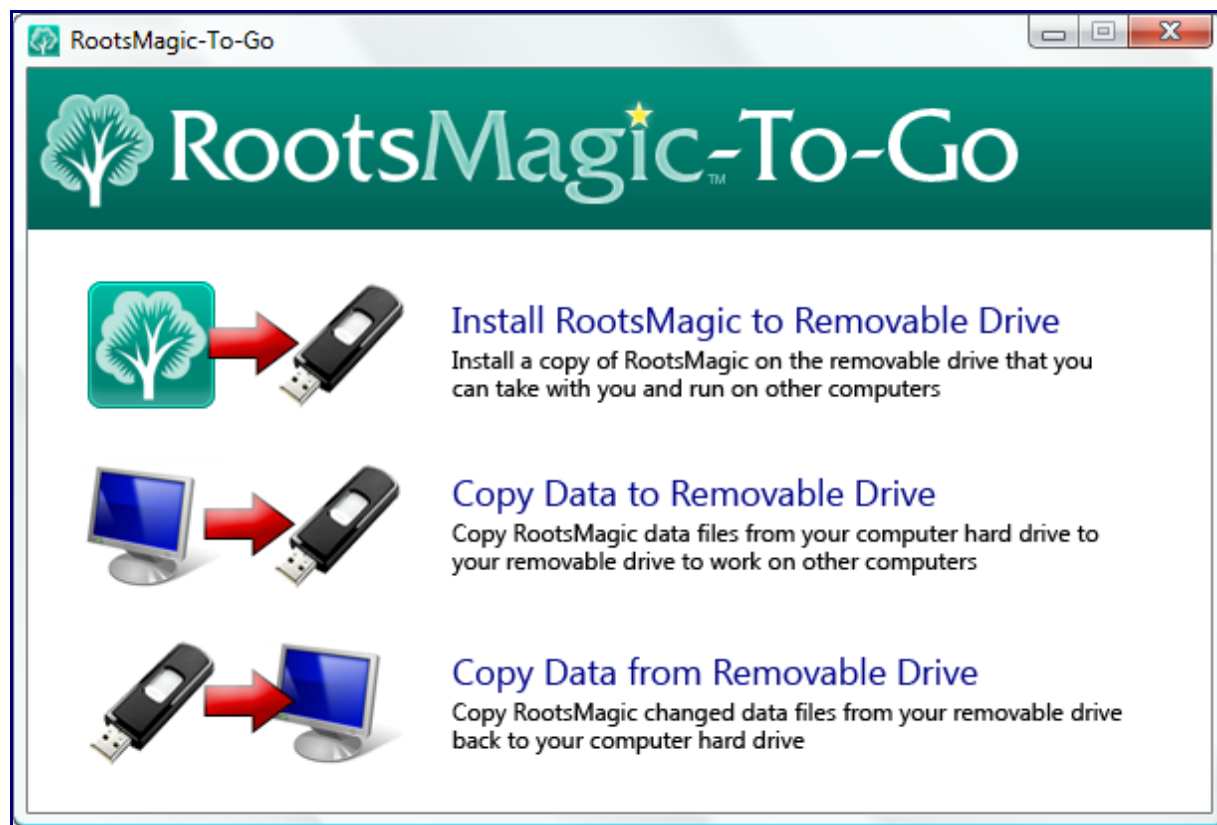 RootsMagic-To-Go
RootsMagic™-To-Go
Install RootsMagic to Removable Drive
Install a copy of RootsMagic on the removable drive that you
can take with you and run on other computers
Copy Data to Removable Drive
Copy RootsMagic data files from your computer hard drive to
your removable drive to work on other computers
Copy Data from Removable Drive
Copy RootsMagic changed data files from your removable drive
back to your computer hard drive